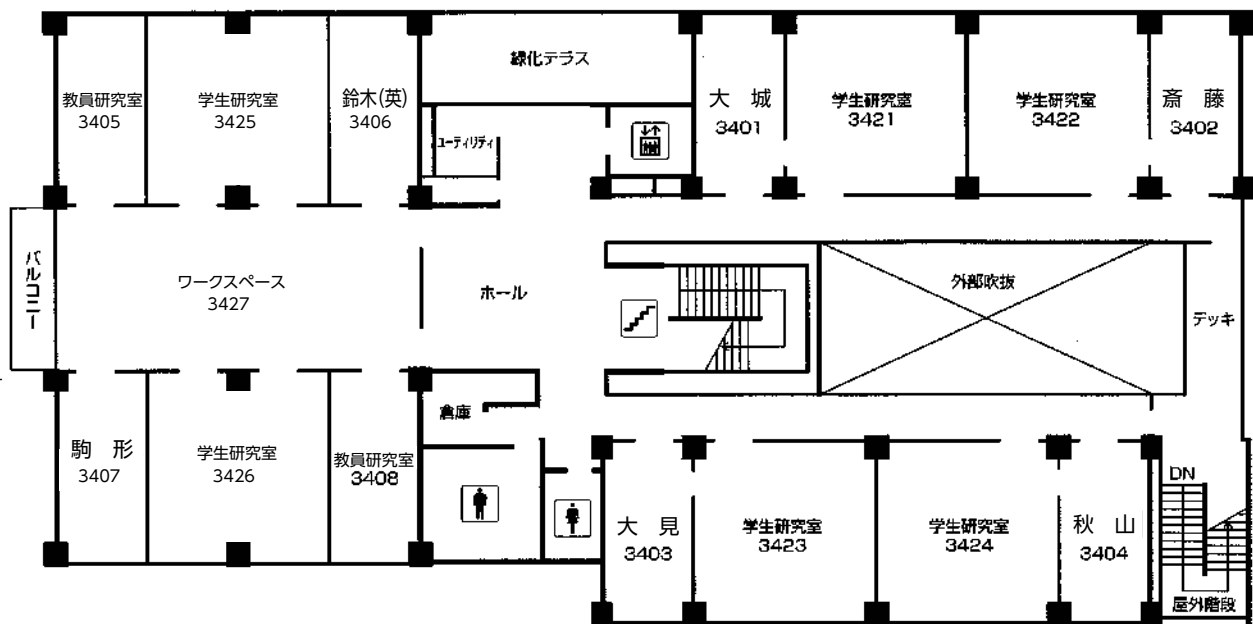 緑化テラス
教員研究室
3405
学生研究室
3425
鈴木(英)
3406
ユーティリティ
大　城
3401
学生研究室
3421
学生研究室
3422
斎　藤
3402
バルコニー
ワークスペース
3427
ホール
外部吹抜
デッキ
倉庫
駒　形
3407
学生研究室
3426
教員研究室
3408
大　見
3403
学生研究室
3423
学生研究室
3424
秋　山
3404
DN
屋外階段